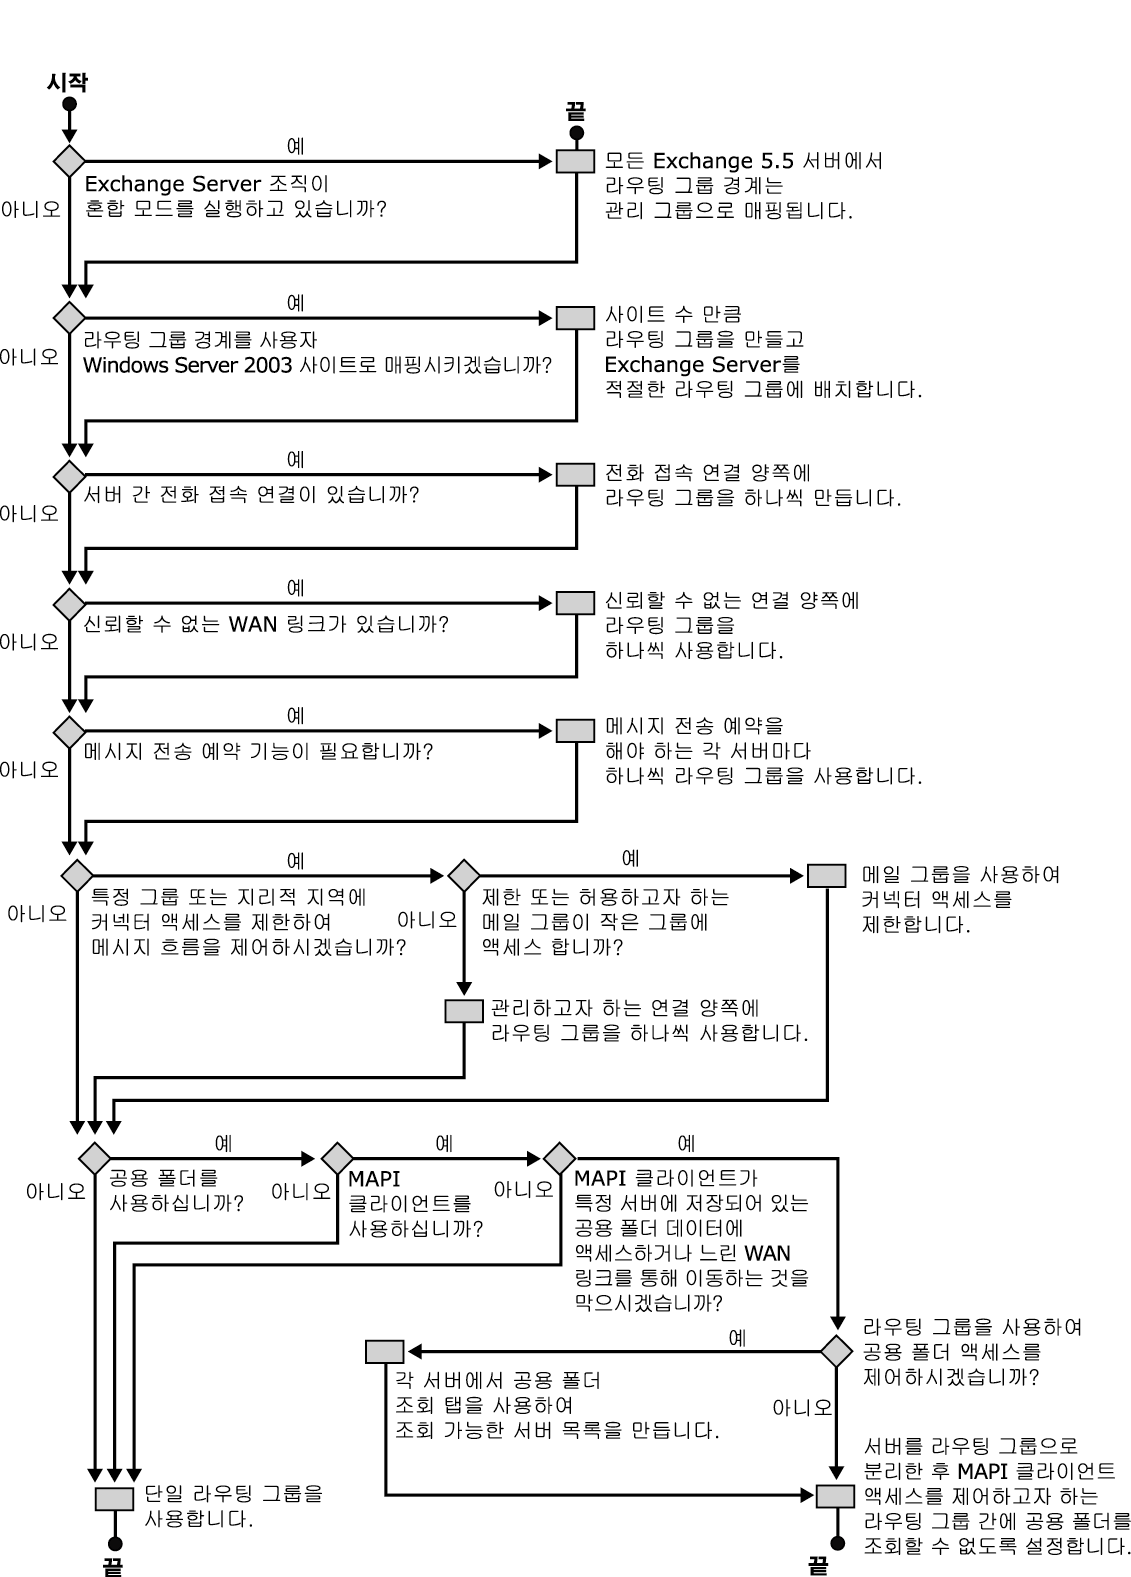 시작
끝
예
Exchange Server 조직이
혼합 모드를 실행하고 있습니까?
아니오
모든 Exchange 5.5 서버에서
라우팅 그룹 경계는
관리 그룹으로 매핑됩니다.
예
라우팅 그룹 경계를 사용자
Windows Server 2003 사이트로 매핑시키겠습니까?
아니오
사이트 수 만큼
라우팅 그룹을 만들고
Exchange Server를
적절한 라우팅 그룹에 배치합니다.
예
서버 간 전화 접속 연결이 있습니까?
아니오
전화 접속 연결 양쪽에
라우팅 그룹을 하나씩 만듭니다.
예
신뢰할 수 없는 WAN 링크가 있습니까?
아니오
신뢰할 수 없는 연결 양쪽에
라우팅 그룹을
하나씩 사용합니다.
예
메시지 전송 예약 기능이 필요합니까?
아니오
메시지 전송 예약을
해야 하는 각 서버마다
하나씩 라우팅 그룹을 사용합니다.
예
특정 그룹 또는 지리적 지역에
커넥터 액세스를 제한하여
메시지 흐름을 제어하시겠습니까?
아니오
예
제한 또는 허용하고자 하는
메일 그룹이 작은 그룹에
액세스 합니까?
아니오
메일 그룹을 사용하여
커넥터 액세스를
제한합니다.
관리하고자 하는 연결 양쪽에
라우팅 그룹을 하나씩 사용합니다.
예
공용 폴더를
사용하십니까?
아니오
예
MAPI
클라이언트를
사용하십니까?
아니오
예
MAPI 클라이언트가
특정 서버에 저장되어 있는
공용 폴더 데이터에
액세스하거나 느린 WAN
링크를 통해 이동하는 것을
막으시겠습니까?
아니오
라우팅 그룹을 사용하여
공용 폴더 액세스를
제어하시겠습니까?
예
아니오
각 서버에서 공용 폴더
조회 탭을 사용하여
조회 가능한 서버 목록을 만듭니다.
서버를 라우팅 그룹으로
분리한 후 MAPI 클라이언트
액세스를 제어하고자 하는
라우팅 그룹 간에 공용 폴더를
조회할 수 없도록 설정합니다.
단일 라우팅 그룹을
사용합니다.
끝
끝